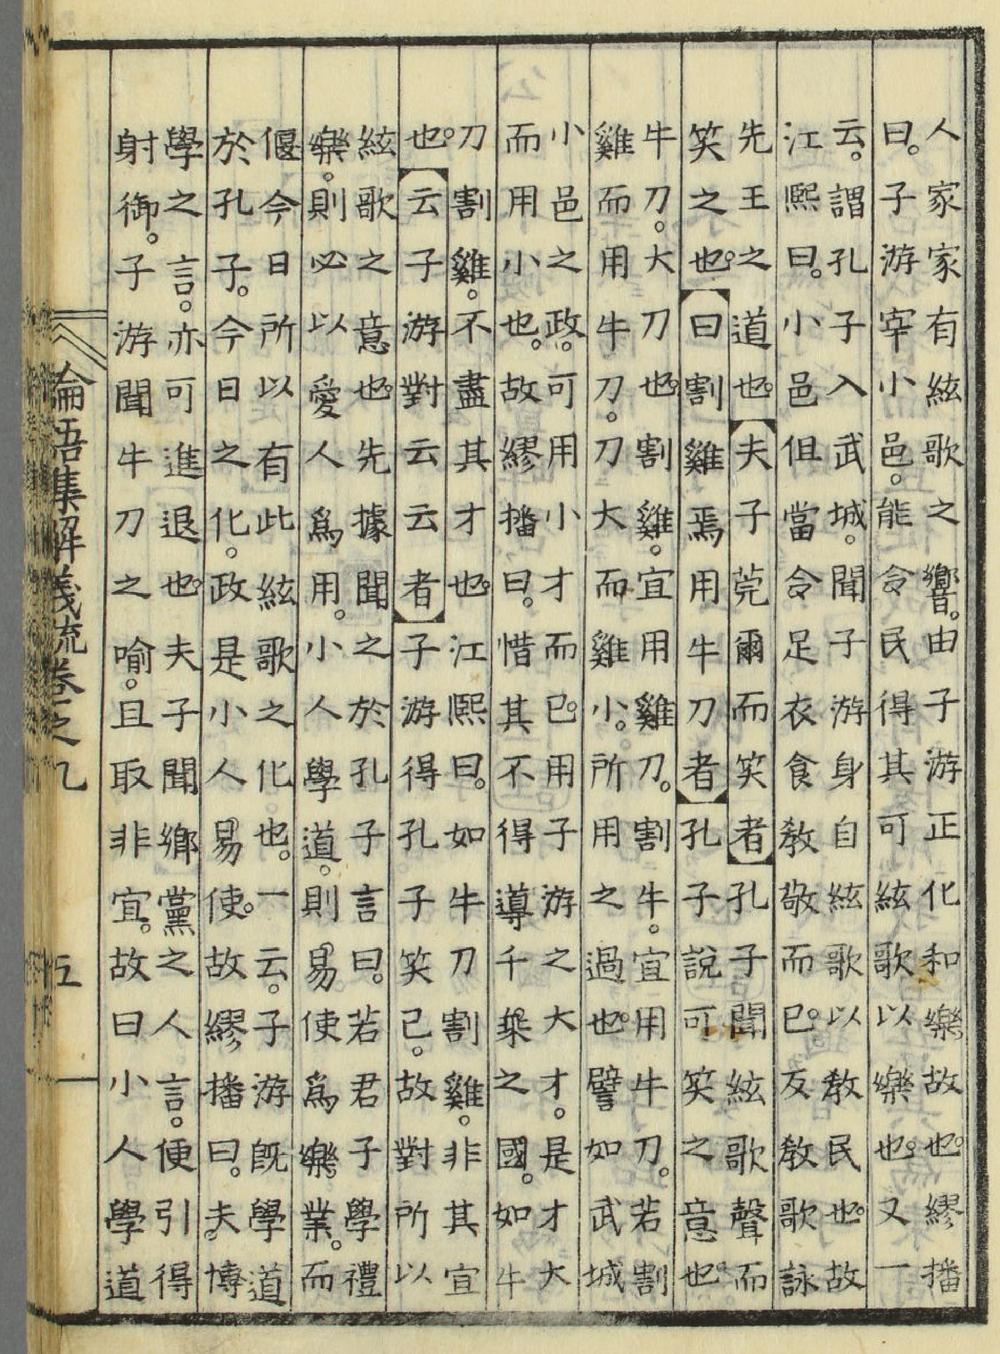 人家家有絃歌之響。由子游正化和樂故也。繆播
曰。子游宰小邑。能令民得其可絃歌以樂也。又一
云。謂孔子入武城。聞子游身自絃歌以教民也。故
江熙曰。小邑但當令足衣食教敬而已。反教歌詠
先王之道也。【夫子莞爾而笑者】孔子聞絃歌聲而
笑之也。【曰割雞焉用牛刀者】孔子說可笑之意也。
牛刀。大刀也。割雞。宜用雞刀。割牛。宜用牛刀。若割
雞而用牛刀。刀大而雞小。所用之過也。譬如武城
小邑之政。可用小才而已。用子游之大才。是才大
而用小也。故繆播曰。惜其不得導千乘之國。如牛
刀割雞。不盡其才也。江熙曰。如牛刀割雞。非其宜
也。【云子游對云云者】子游得孔子笑己。故對所以
絃歌之意也。先據聞之於孔子言曰。若君子學禮
樂。則必以愛人爲用。小人學道。則易使爲樂業。而
偃今日所以有此絃歌之化也。一云。子游既學道
於孔子。今日之化。政是小人易使。故繆播曰。夫博
學之言。亦可進退也。夫子聞鄉黨之人言。便引得
射御。子游聞牛刀之喻。且取非宜。故曰小人學道
論語集解義疏卷之九
五